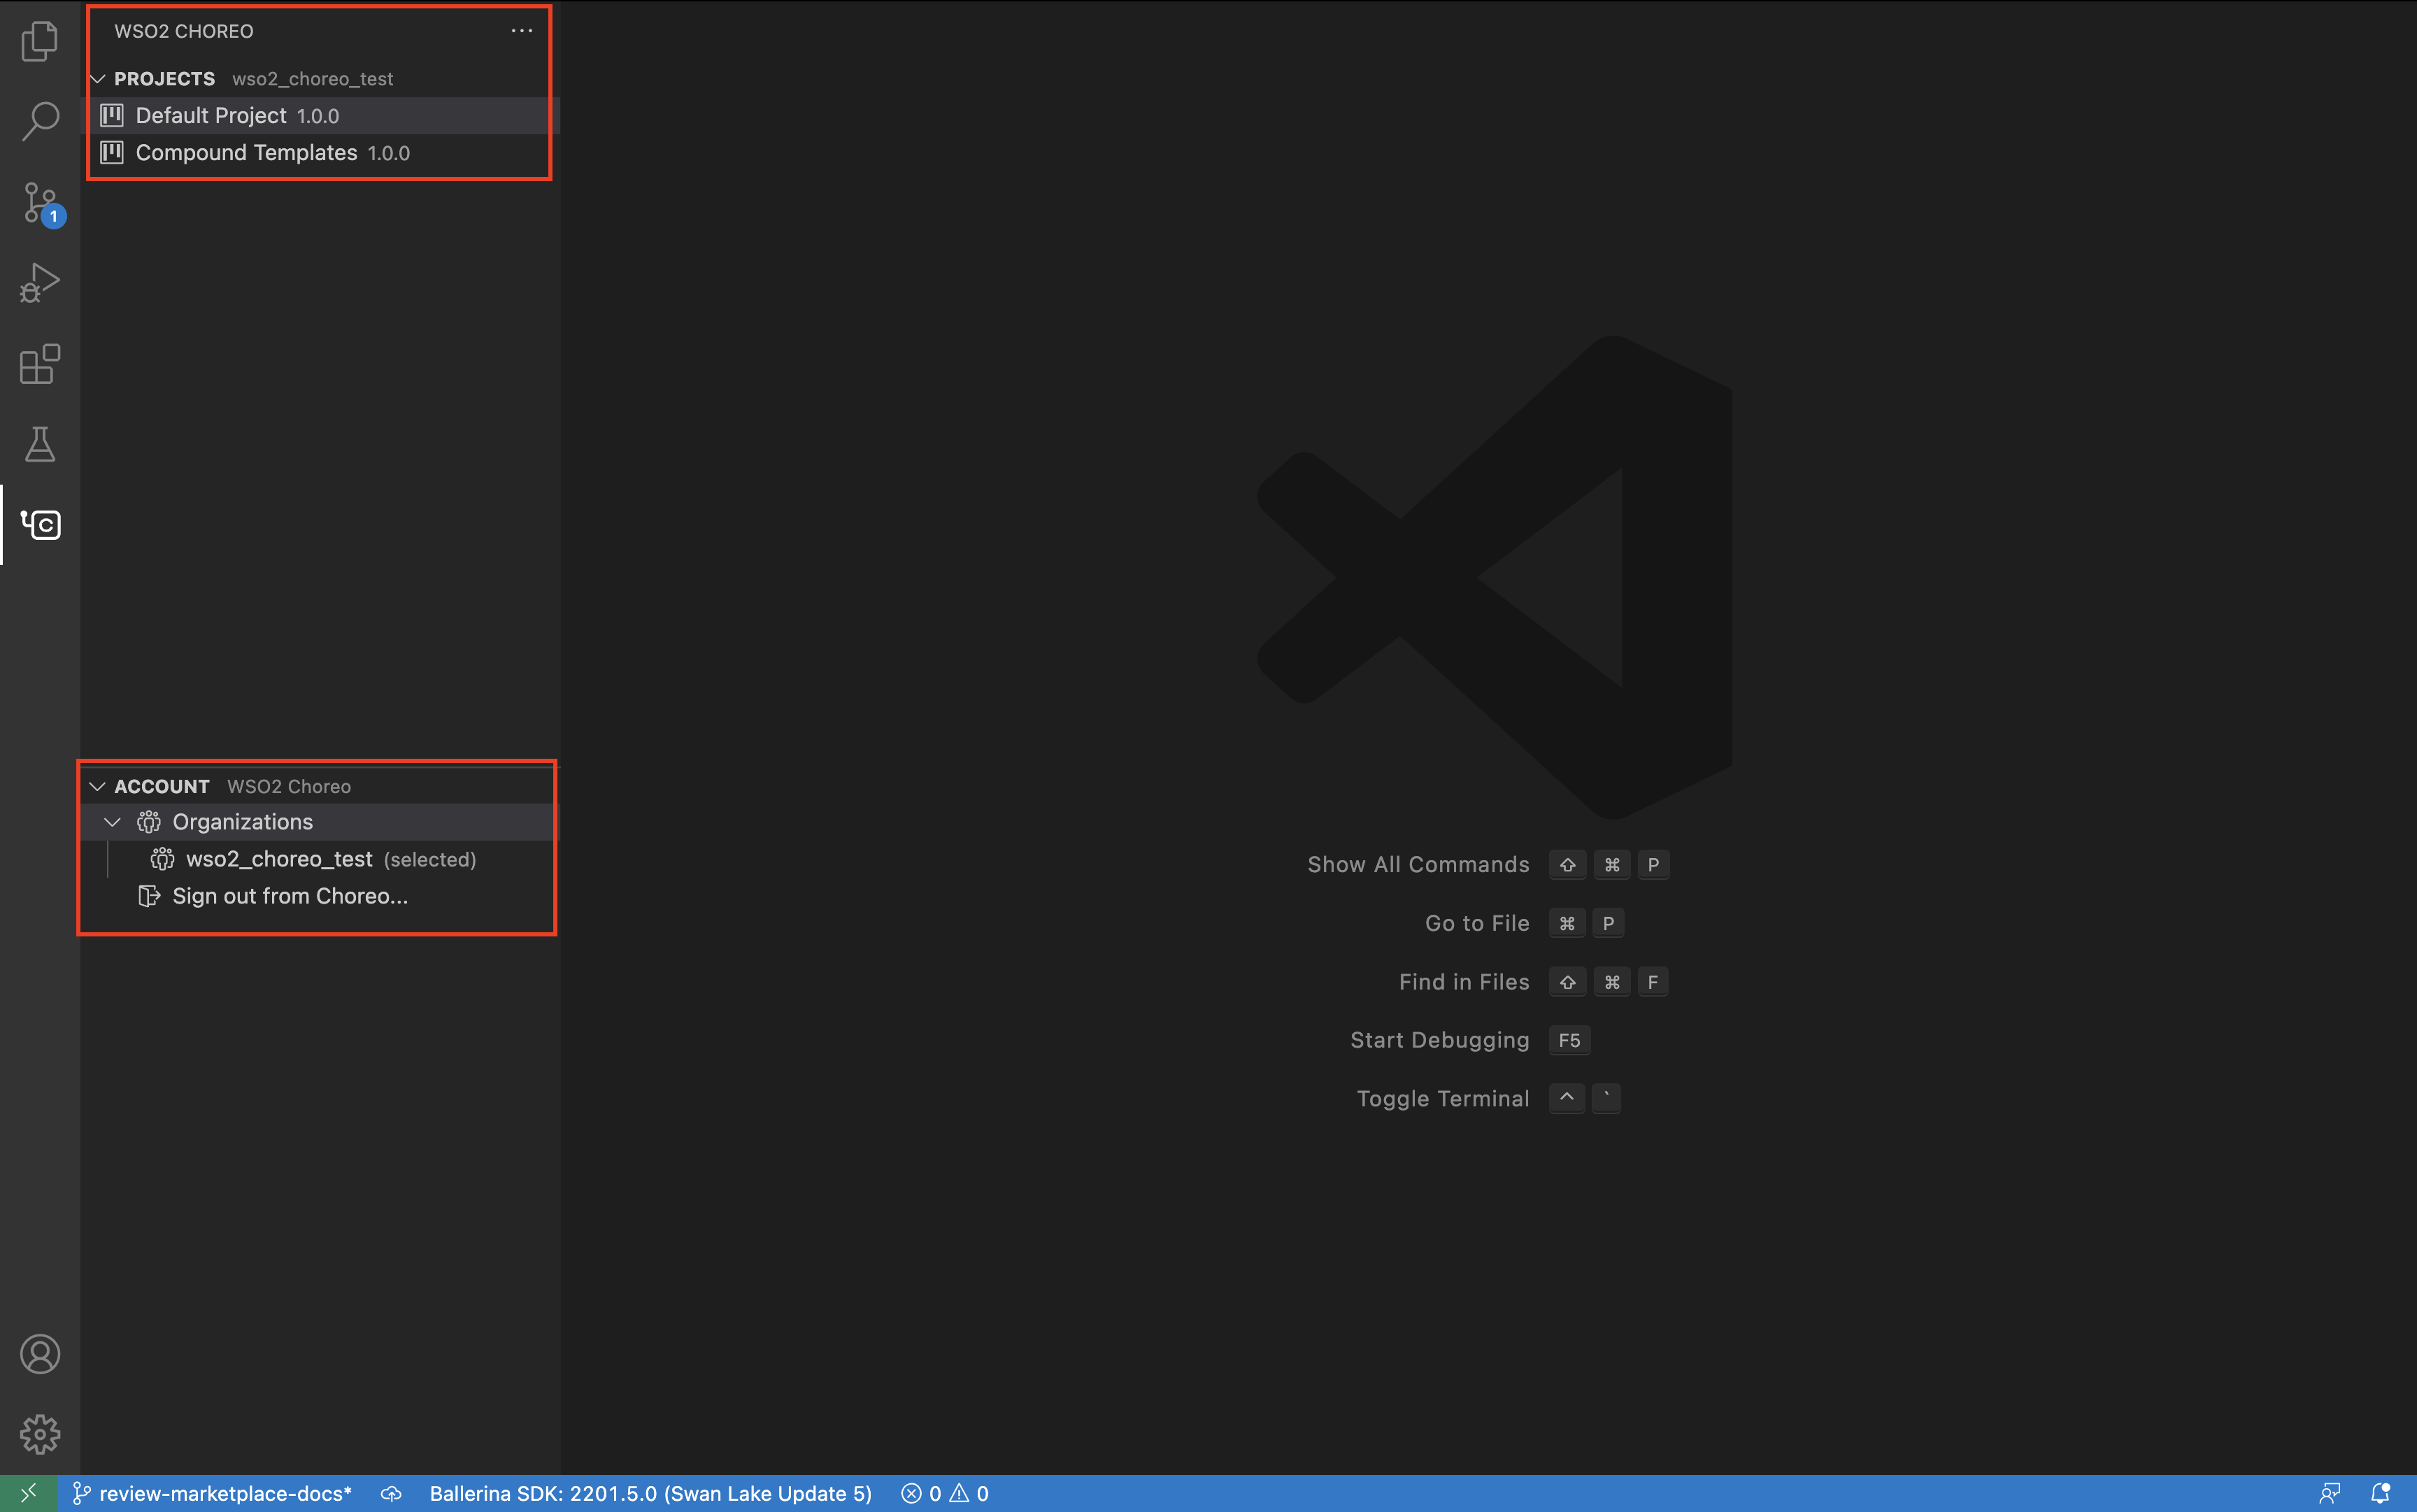 WSO2 CHOREO
PROJECTS wso2_choreo_test
Default Project 1.0.0
Compound Templates 1.0.0
1
C
ACCOUNT WSO2 Choreo
Organizations
wso2_choreo_test (selected)
Sign out from Choreo...
Show All Commands ⇧ ⌘ P
Go to File ⌘ P
Find in Files ⇧ ⌘ F
Start Debugging F5
Toggle Terminal ^ `
review-marketplace-docs* Ballerina SDK: 2201.5.0 (Swan Lake Update 5) 0 0